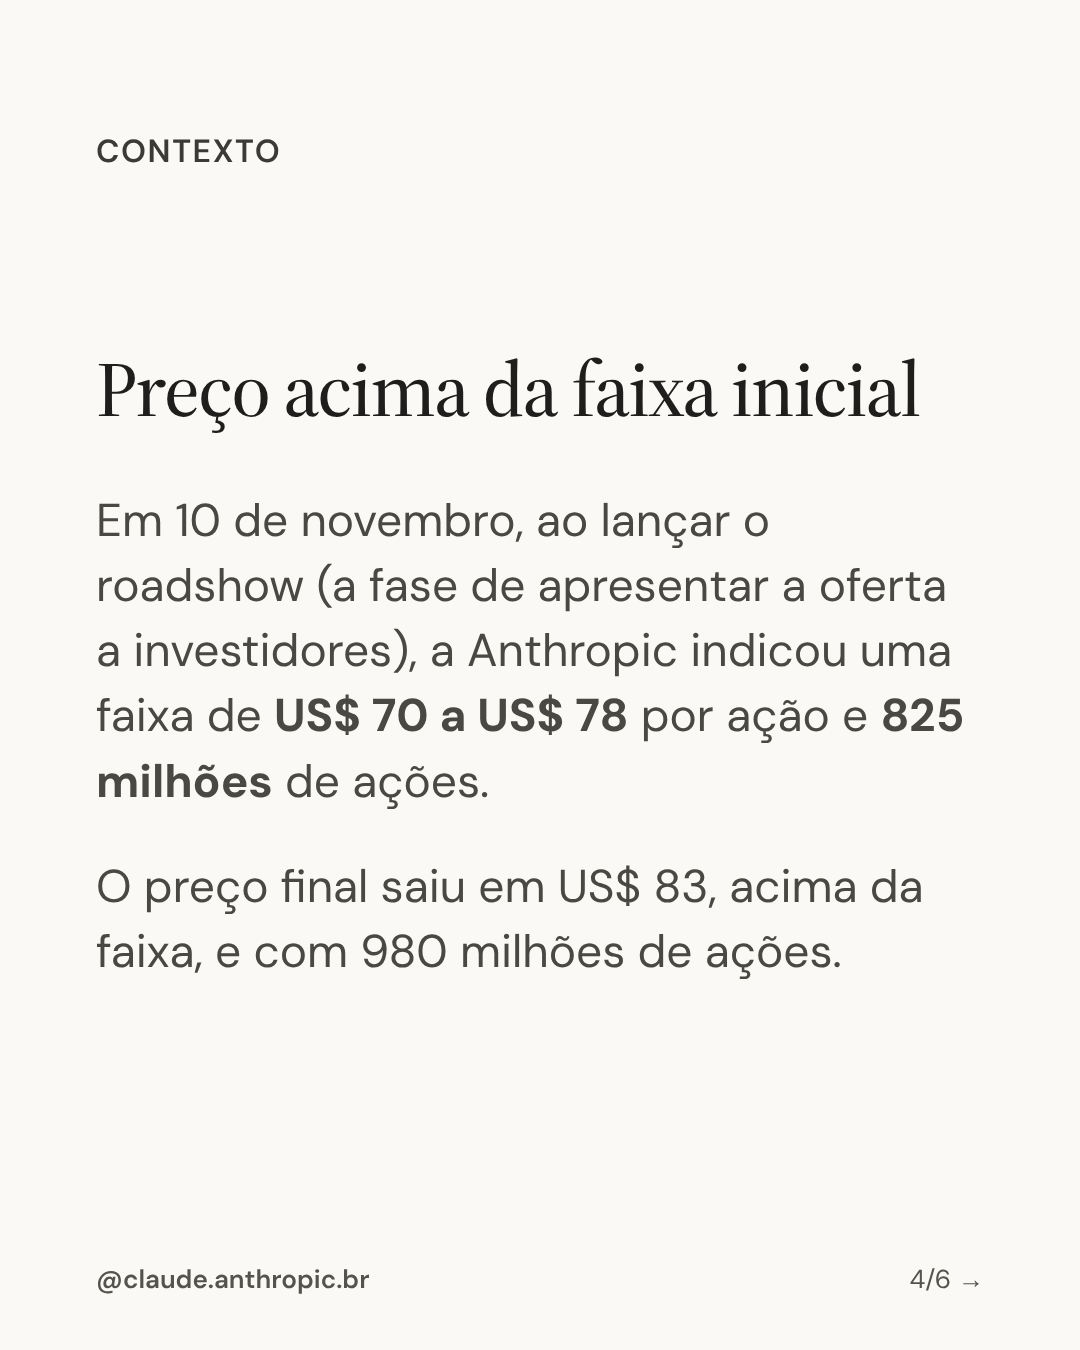 CONTEXTO
Preço acima da faixa inicial
Em 10 de novembro, ao lançar o
roadshow (a fase de apresentar a oferta
a investidores), a Anthropic indicou uma
faixa de US$ 70 a US$ 78 por ação e 825
milhões de ações.
O preço final saiu em US$ 83, acima da
faixa, e com 980 milhões de ações.
@claude.anthropic.br
4/6 →